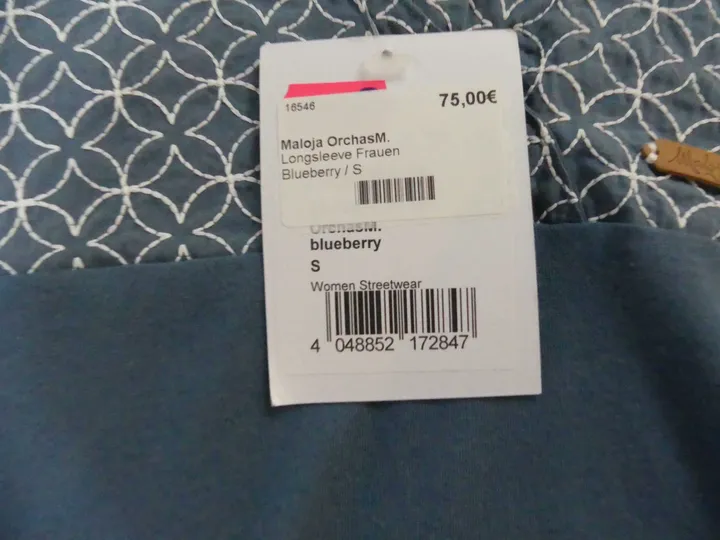 16546
75,00€
Maloja OrchasM.
Longsleeve Frauen
Blueberry / S
OrchasM.
blueberry
S
Women Streetwear
4 048852 172847